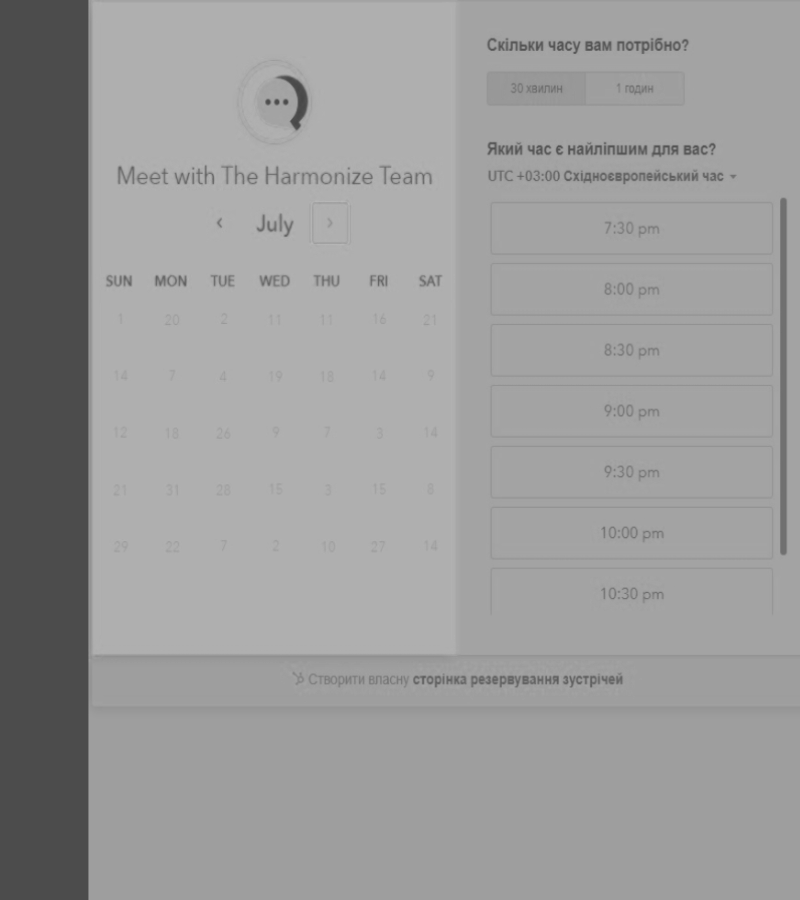 Meet with The Harmonize Team
July
SUN MON TUE WED THU FRI SAT
1 20 2 11 11 16 21
14 7 4 19 18 14 9
12 18 26 9 7 3 14
21 31 28 15 3 15 8
29 22 7 2 10 27 14
Скільки часу вам потрібно?
30 хвилин 1 годин
Який час є найліпшим для вас?
UTC +03:00 Східноєвропейський час
7:30 pm
8:00 pm
8:30 pm
9:00 pm
9:30 pm
10:00 pm
10:30 pm
Створити власну сторінка резервування зустрічей